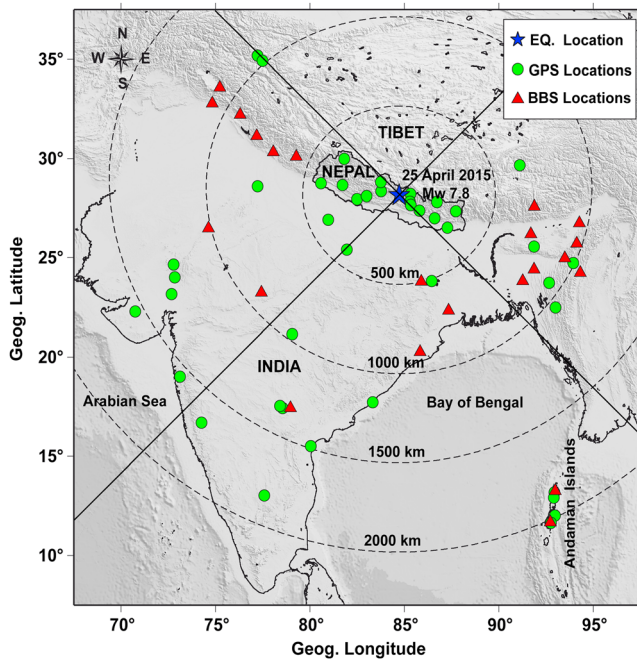 35°
30°
25°
20°
15°
10°
Geog. Latitude
N
W E
S
EQ. Location
GPS Locations
BBS Locations
TIBET
NEPAL
25 April 2015
Mw 7.8
500 km
1000 km
INDIA
Arabian Sea
Bay of Bengal
1500 km
2000 km
Andaman Islands
70° 75° 80° 85° 90° 95°
Geog. Longitude